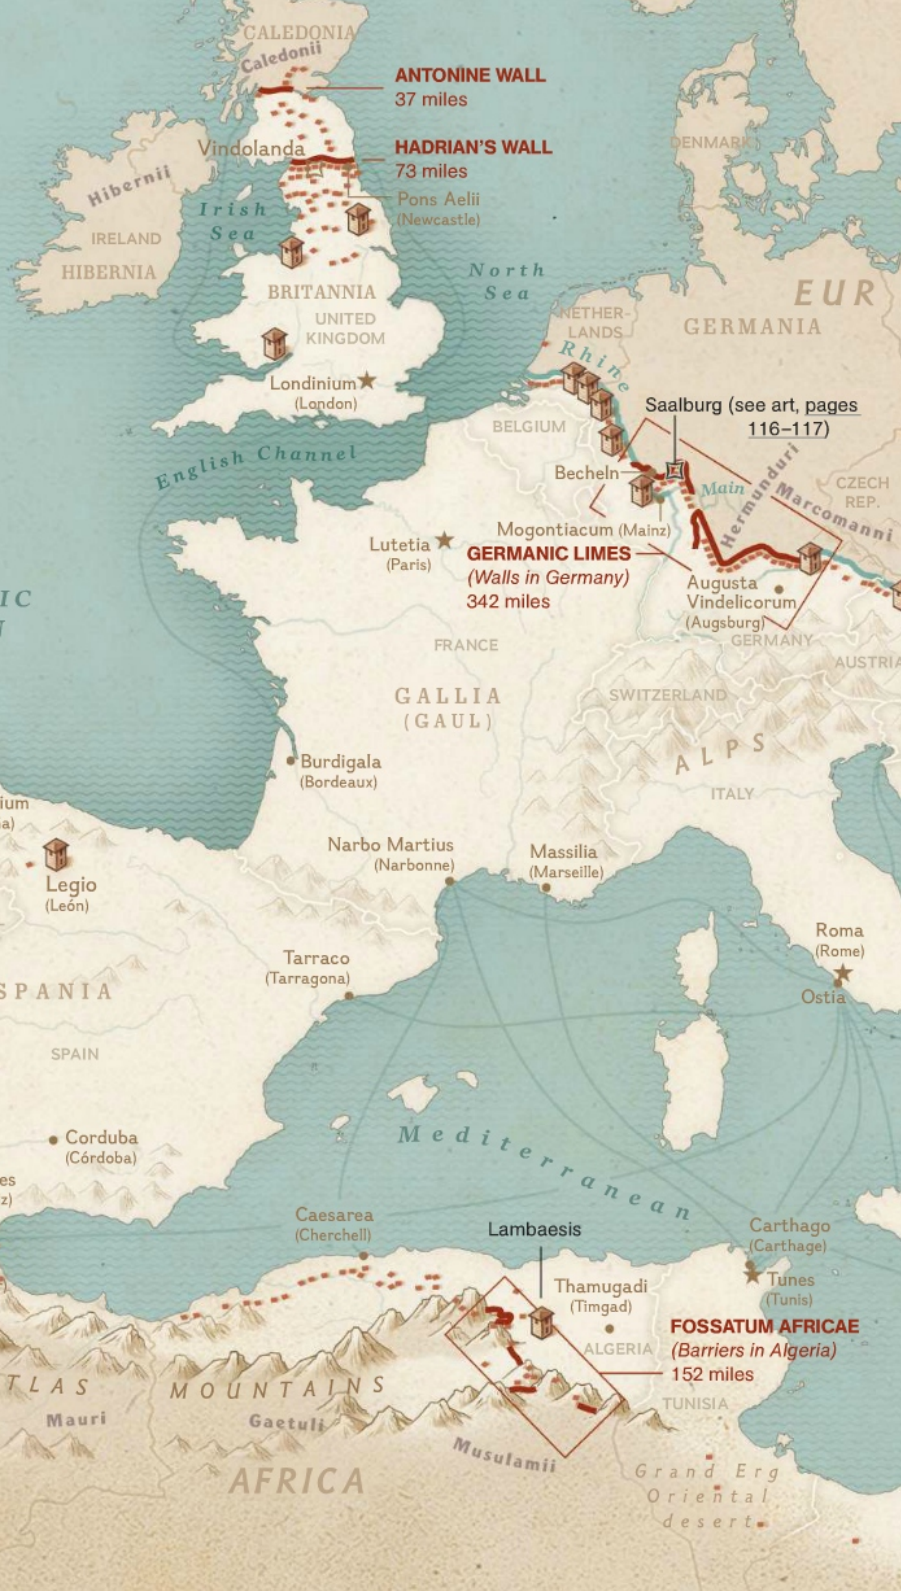 CALEDONIA
Caledonii
ANTONINE WALL
37 miles
Vindolanda
HADRIAN'S WALL
73 miles
DENMARK
Hibernii
Irish
Sea
Pons Aelii
(Newcastle)
IRELAND
HIBERNIA
North
Sea
BRITANNIA
UNITED
KINGDOM
EUR
NETHER-
LANDS
GERMANIA
Rhine
Londinium
(London)
Saalburg (see art, pages
116–117)
BELGIUM
English Channel
Becheln
Main
Hermunduri
Marcomanni
CZECH
REP.
Mogontiacum (Mainz)
Lutetia
(Paris)
GERMANIC LIMES
(Walls in Germany)
342 miles
Augusta
Vindelicorum
(Augsburg)
IC
N
FRANCE
GERMANY
AUSTRIA
GALLIA
(GAUL)
SWITZERLAND
ALPS
Burdigala
(Bordeaux)
ITALY
ium
a)
Narbo Martius
(Narbonne)
Massilia
(Marseille)
Legio
(León)
Roma
(Rome)
Tarraco
(Tarragona)
Ostia
SPANIA
SPAIN
Corduba
(Córdoba)
Mediterranean
es
z)
Caesarea
(Cherchell)
Lambaesis
Carthago
(Carthage)
Thamugadi
(Timgad)
Tunes
(Tunis)
FOSSATUM AFRICAE
(Barriers in Algeria)
152 miles
ALGERIA
TLAS MOUNTAINS
TUNISIA
Mauri
Gaetuli
Musulamii
AFRICA
Grand Erg
Oriental
desert